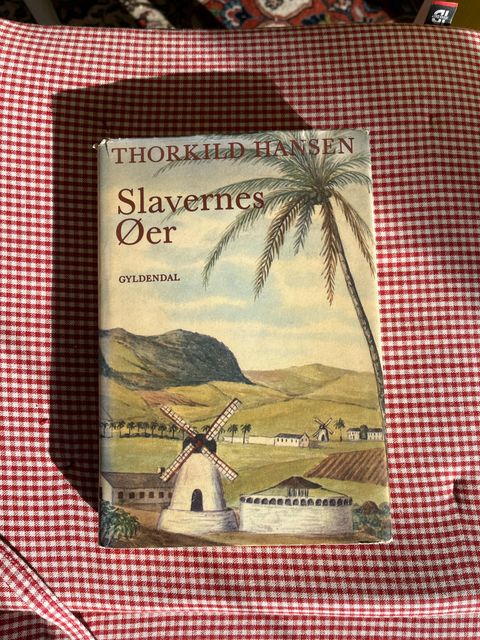 THORKILD HANSEN
Slavernes
Øer
GYLDENDAL